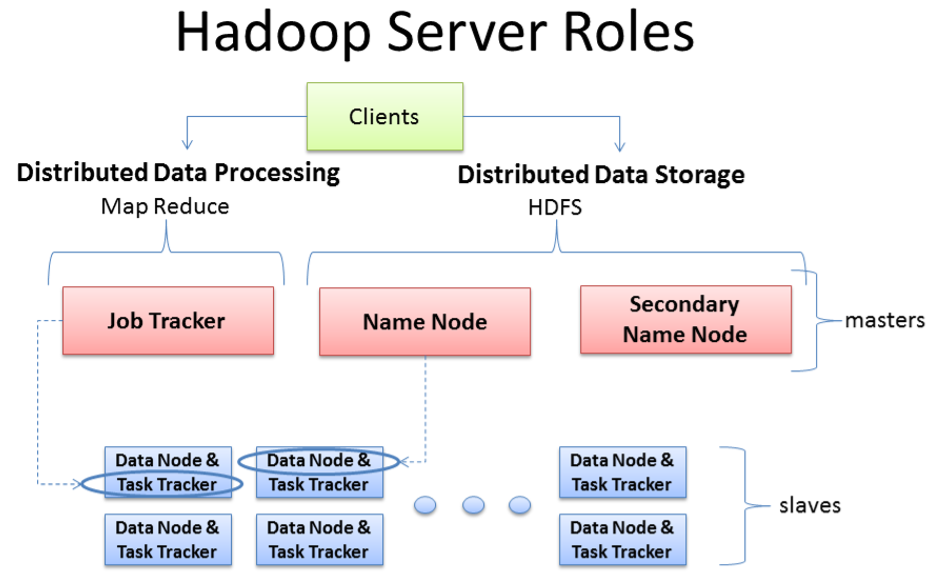 Hadoop Server Roles
Clients
Distributed Data Processing
Map Reduce
Distributed Data Storage
HDFS
Job Tracker
Name Node
Secondary
Name Node
masters
Data Node &
Task Tracker
Data Node &
Task Tracker
Data Node &
Task Tracker
slaves
Data Node &
Task Tracker
Data Node &
Task Tracker
Data Node &
Task Tracker